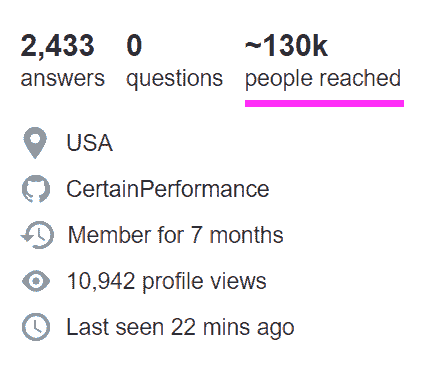 2,433 0 ~130k
answers questions people reached
USA
CertainPerformance
Member for 7 months
10,942 profile views
Last seen 22 mins ago